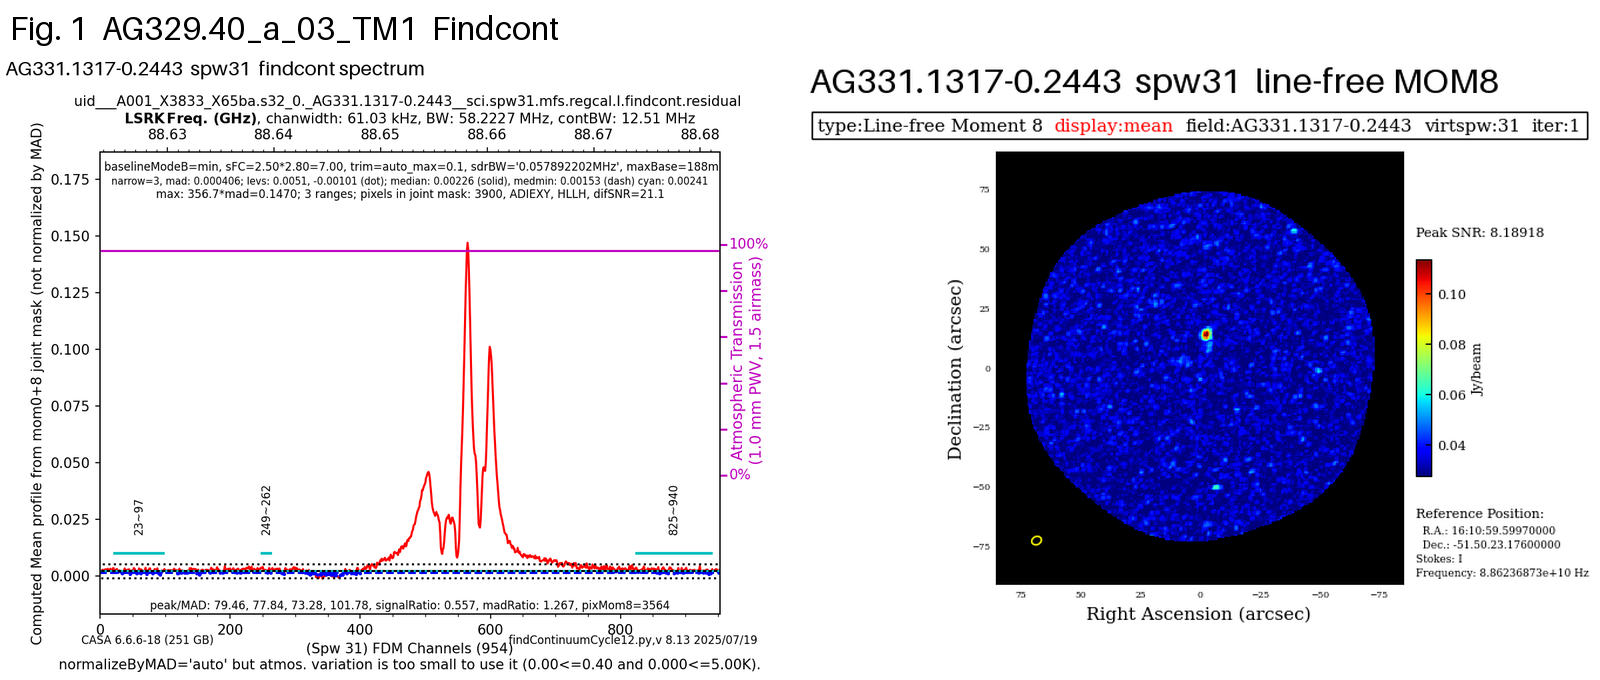 Fig. 1 AG329.40_a_03_TM1 Findcont
AG331.1317-0.2443 spw31 findcont spectrum
uid___A001_X3833_X65ba.s32_0._AG331.1317-0.2443__sci.spw31.mfs.regcal.I.findcont.residual
LSRK Freq. (GHz), chanwidth: 61.03 kHz, BW: 58.2227 MHz, contBW: 12.51 MHz
88.63 88.64 88.65 88.66 88.67 88.68
baselineModeB=min, sFC=2.50*2.80=7.00, trim=auto_max=0.1, sdrBW='0.057892202MHz', maxBase=188m
narrow=3, mad: 0.000406; levs: 0.0051, -0.00101 (dot); median: 0.00226 (solid), medmin: 0.00153 (dash) cyan: 0.00241
max: 356.7*mad=0.1470; 3 ranges; pixels in joint mask: 3900, ADIEXY, HLLH, difSNR=21.1
Computed Mean profile from mom0+8 joint mask (not normalized by MAD)
0.175
0.150
0.125
0.100
0.075
0.050
0.025
0.000
100%
0%
Atmospheric Transmission
(1.0 mm PWV, 1.5 airmass)
23~97
249~262
825~940
peak/MAD: 79.46, 77.84, 73.28, 101.78, signalRatio: 0.557, madRatio: 1.267, pixMom8=3564
0 200 400 600 800
CASA 6.6.6-18 (251 GB)
(Spw 31) FDM Channels (954)
findContinuumCycle12.py,v 8.13 2025/07/19
normalizeByMAD='auto' but atmos. variation is too small to use it (0.00<=0.40 and 0.000<=5.00K).
AG331.1317-0.2443 spw31 line-free MOM8
type:Line-free Moment 8 display:mean field:AG331.1317-0.2443 virtspw:31 iter:1
Declination (arcsec)
75
50
25
0
−25
−50
−75
75 50 25 0 −25 −50 −75
Right Ascension (arcsec)
Peak SNR: 8.18918
0.10
0.08
0.06
0.04
Jy/beam
Reference Position:
R.A.: 16:10:59.59970000
Dec.: -51.50.23.17600000
Stokes: I
Frequency: 8.86236873e+10 Hz